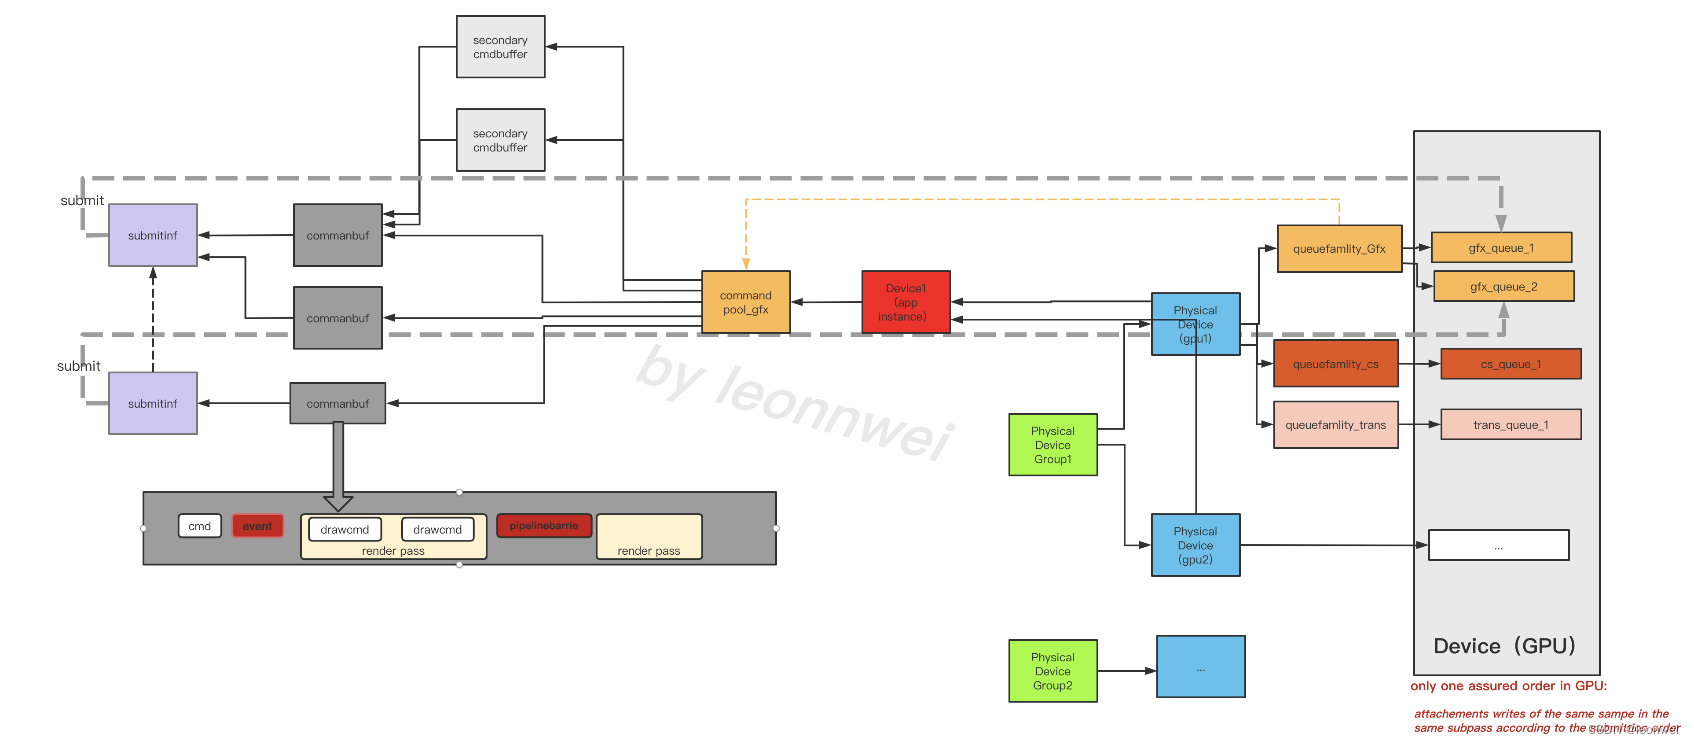 secondary
cmdbuffer
secondary
cmdbuffer
submit
submitinf
commanbuf
queuefamlity_Gfx
gfx_queue_1
gfx_queue_2
command
pool_gfx
Device1
(app
instance)
Physical
Device
(gpu1)
commanbuf
submit
submitinf
commanbuf
queuefamlity_cs
cs_queue_1
queuefamlity_trans
trans_queue_1
by leonnwei
Physical
Device
Group1
cmd
event
drawcmd
drawcmd
render pass
pipelinebarrie
render pass
Physical
Device
(gpu2)
...
Physical
Device
Group2
...
Device（GPU）
only one assured order in GPU:
attachements writes of the same sampe in the
same subpass according to the submition order